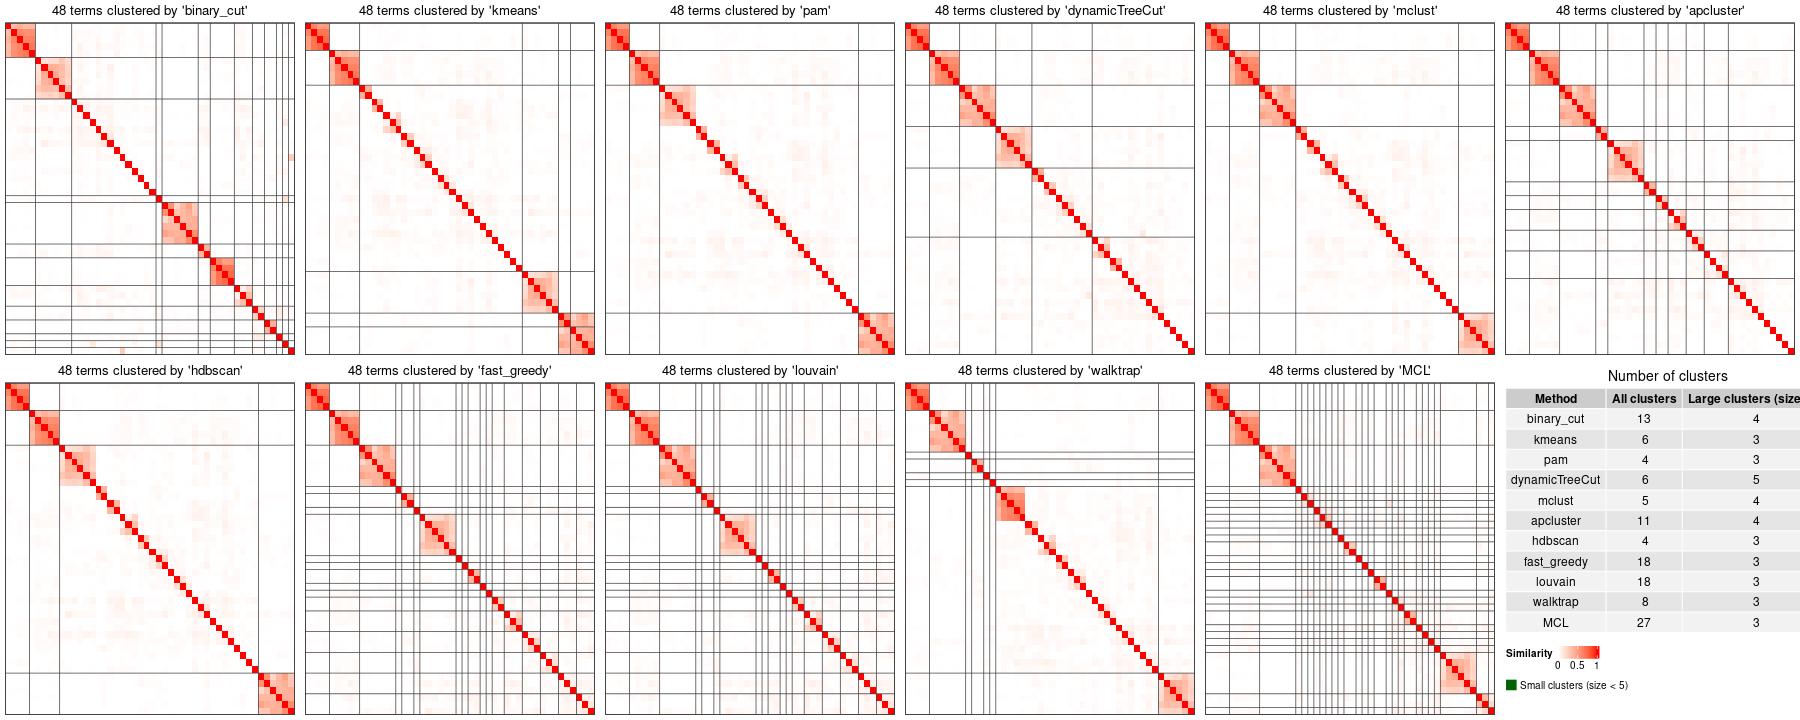 48 terms clustered by 'binary_cut'
48 terms clustered by 'kmeans'
48 terms clustered by 'pam'
48 terms clustered by 'dynamicTreeCut'
48 terms clustered by 'mclust'
48 terms clustered by 'apcluster'
48 terms clustered by 'hdbscan'
48 terms clustered by 'fast_greedy'
48 terms clustered by 'louvain'
48 terms clustered by 'walktrap'
48 terms clustered by 'MCL'
Number of clusters
Method All clusters Large clusters (size
binary_cut 13 4
kmeans 6 3
pam 4 3
dynamicTreeCut 6 5
mclust 5 4
apcluster 11 4
hdbscan 4 3
fast_greedy 18 3
louvain 18 3
walktrap 8 3
MCL 27 3
Similarity
0 0.5 1
Small clusters (size < 5)